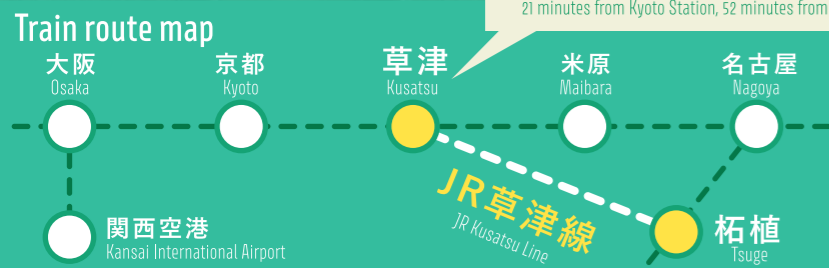 21 minutes from Kyoto Station, 52 minutes from
Train route map
大阪
Osaka
京都
Kyoto
草津
Kusatsu
米原
Maibara
名古屋
Nagoya
JR草津線
JR Kusatsu Line
関西空港
Kansai International Airport
柘植
Tsuge